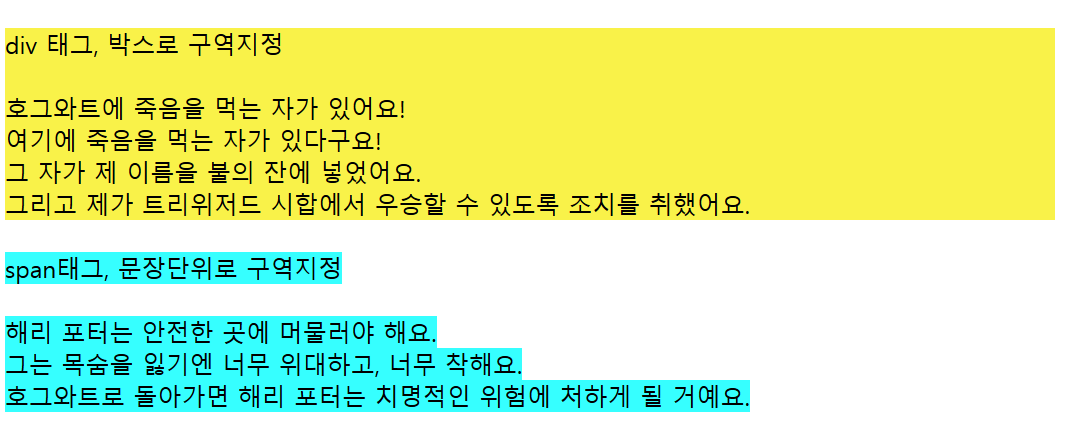 div 태그, 박스로 구역지정
호그와트에 죽음을 먹는 자가 있어요!
여기에 죽음을 먹는 자가 있다구요!
그 자가 제 이름을 불의 잔에 넣었어요.
그리고 제가 트리위저드 시합에서 우승할 수 있도록 조치를 취했어요.
span태그, 문장단위로 구역지정
해리 포터는 안전한 곳에 머물러야 해요.
그는 목숨을 잃기엔 너무 위대하고, 너무 착해요.
호그와트로 돌아가면 해리 포터는 치명적인 위험에 처하게 될 거예요.